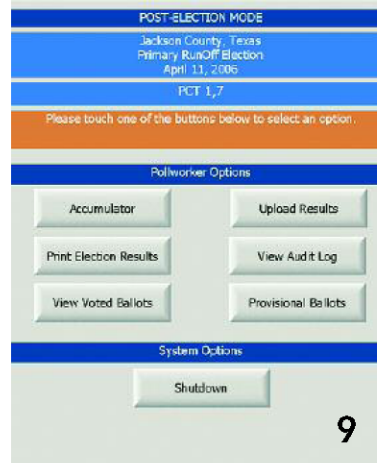 POST-ELECTION MODE
Jackson County, Texas
Primary RunOff Election
April 11, 2006
PCT 1,7
Please touch one of the buttons below to select an option.
Pollworker Options
Accumulator
Upload Results
Print Election Results
View Audit Log
View Voted Ballots
Provisional Ballots
System Options
Shutdown
9